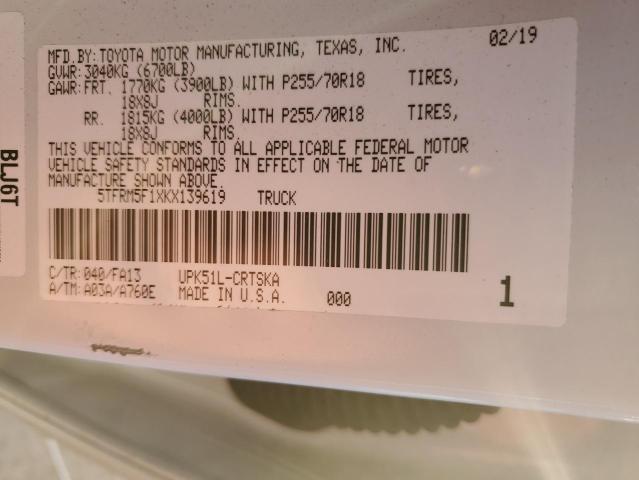 MFD.BY:TOYOTA MOTOR MANUFACTURING, TEXAS, INC. 02/19
GVWR:3040KG (6700LB)
GAWR:FRT. 1770KG (3900LB) WITH P255/70R18 TIRES,
18X8J RIMS.
RR. 1815KG (4000LB) WITH P255/70R18 TIRES,
18X8J RIMS.
THIS VEHICLE CONFORMS TO ALL APPLICABLE FEDERAL MOTOR
VEHICLE SAFETY STANDARDS IN EFFECT ON THE DATE OF
MANUFACTURE SHOWN ABOVE.
5TFRM5F1XKX139619 TRUCK
C/TR:040/FA13 UPK51L-CRTSKA
A/TM:A03A/A760E MADE IN U.S.A. 000 1
BLJ6T